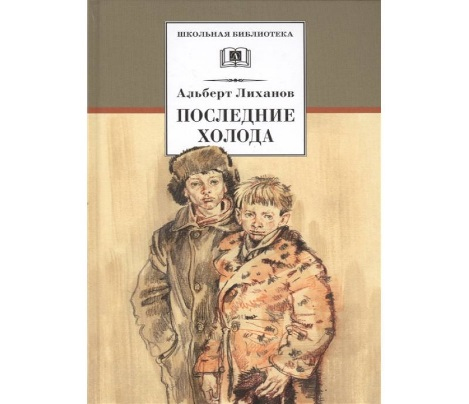 ШКОЛЬНАЯ БИБЛИОТЕКА
Альберт Лиханов
ПОСЛЕДНИЕ
ХОЛОДА